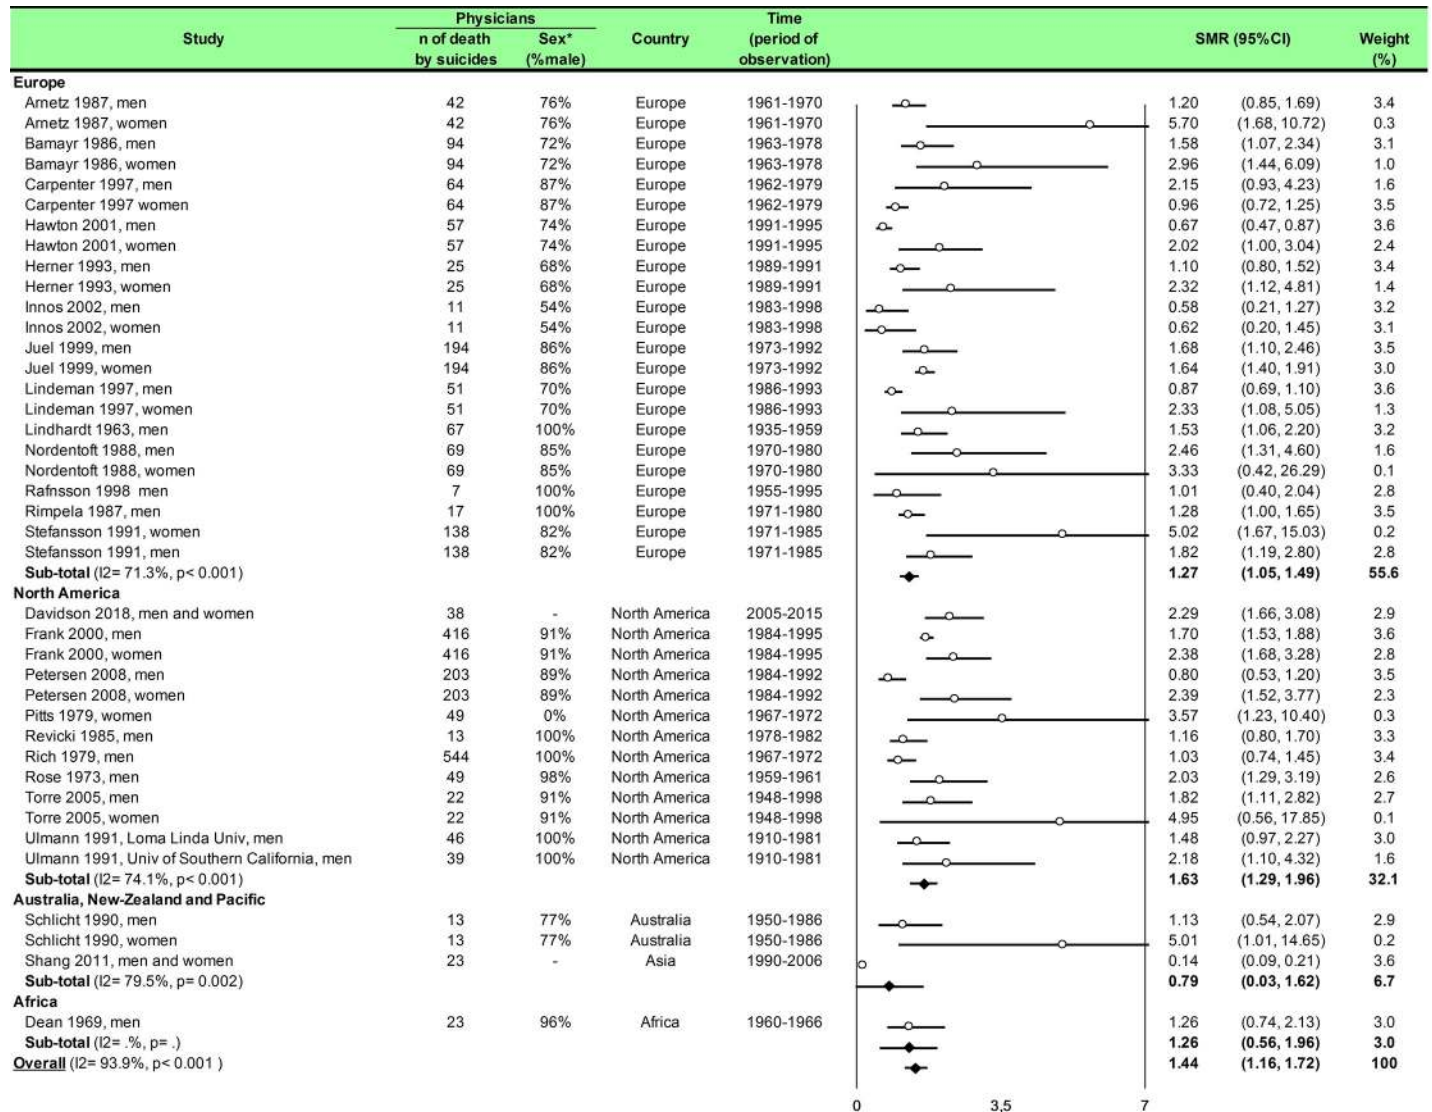 Physicians Time
Study n of death Sex* Country (period of SMR (95%CI) Weight
by suicides (%male) observation) (%)
Europe
Arnetz 1987, men 42 76% Europe 1961-1970 1.20 (0.85, 1.69) 3.4
Arnetz 1987, women 42 76% Europe 1961-1970 5.70 (1.68, 10.72) 0.3
Bamayr 1986, men 94 72% Europe 1963-1978 1.58 (1.07, 2.34) 3.1
Bamayr 1986, women 94 72% Europe 1963-1978 2.96 (1.44, 6.09) 1.0
Carpenter 1997, men 64 87% Europe 1962-1979 2.15 (0.93, 4.23) 1.6
Carpenter 1997 women 64 87% Europe 1962-1979 0.96 (0.72, 1.25) 3.5
Hawton 2001, men 57 74% Europe 1991-1995 0.67 (0.47, 0.87) 3.6
Hawton 2001, women 57 74% Europe 1991-1995 2.02 (1.00, 3.04) 2.4
Herner 1993, men 25 68% Europe 1989-1991 1.10 (0.80, 1.52) 3.4
Herner 1993, women 25 68% Europe 1989-1991 2.32 (1.12, 4.81) 1.4
Innos 2002, men 11 54% Europe 1983-1998 0.58 (0.21, 1.27) 3.2
Innos 2002, women 11 54% Europe 1983-1998 0.62 (0.20, 1.45) 3.1
Juel 1999, men 194 86% Europe 1973-1992 1.68 (1.10, 2.46) 3.5
Juel 1999, women 194 86% Europe 1973-1992 1.64 (1.40, 1.91) 3.0
Lindeman 1997, men 51 70% Europe 1986-1993 0.87 (0.69, 1.10) 3.6
Lindeman 1997, women 51 70% Europe 1986-1993 2.33 (1.08, 5.05) 1.3
Lindhardt 1963, men 67 100% Europe 1935-1959 1.53 (1.06, 2.20) 3.2
Nordentoft 1988, men 69 85% Europe 1970-1980 2.46 (1.31, 4.60) 1.6
Nordentoft 1988, women 69 85% Europe 1970-1980 3.33 (0.42, 26.29) 0.1
Rafnsson 1998 men 7 100% Europe 1955-1995 1.01 (0.40, 2.04) 2.8
Rimpela 1987, men 17 100% Europe 1971-1980 1.28 (1.00, 1.65) 3.5
Stefansson 1991, women 138 82% Europe 1971-1985 5.02 (1.67, 15.03) 0.2
Stefansson 1991, men 138 82% Europe 1971-1985 1.82 (1.19, 2.80) 2.8
Sub-total (I2= 71.3%, p< 0.001) 1.27 (1.05, 1.49) 55.6
North America
Davidson 2018, men and women 38 - North America 2005-2015 2.29 (1.66, 3.08) 2.9
Frank 2000, men 416 91% North America 1984-1995 1.70 (1.53, 1.88) 3.6
Frank 2000, women 416 91% North America 1984-1995 2.38 (1.68, 3.28) 2.8
Petersen 2008, men 203 89% North America 1984-1992 0.80 (0.53, 1.20) 3.5
Petersen 2008, women 203 89% North America 1984-1992 2.39 (1.52, 3.77) 2.3
Pitts 1979, women 49 0% North America 1967-1972 3.57 (1.23, 10.40) 0.3
Revicki 1985, men 13 100% North America 1978-1982 1.16 (0.80, 1.70) 3.3
Rich 1979, men 544 100% North America 1967-1972 1.03 (0.74, 1.45) 3.4
Rose 1973, men 49 98% North America 1959-1961 2.03 (1.29, 3.19) 2.6
Torre 2005, men 22 91% North America 1948-1998 1.82 (1.11, 2.82) 2.7
Torre 2005, women 22 91% North America 1948-1998 4.95 (0.56, 17.85) 0.1
Ulmann 1991, Loma Linda Univ, men 46 100% North America 1910-1981 1.48 (0.97, 2.27) 3.0
Ulmann 1991, Univ of Southern California, men 39 100% North America 1910-1981 2.18 (1.10, 4.32) 1.6
Sub-total (I2= 74.1%, p< 0.001) 1.63 (1.29, 1.96) 32.1
Australia, New-Zealand and Pacific
Schlicht 1990, men 13 77% Australia 1950-1986 1.13 (0.54, 2.07) 2.9
Schlicht 1990, women 13 77% Australia 1950-1986 5.01 (1.01, 14.65) 0.2
Shang 2011, men and women 23 - Asia 1990-2006 0.14 (0.09, 0.21) 3.6
Sub-total (I2= 79.5%, p= 0.002) 0.79 (0.03, 1.62) 6.7
Africa
Dean 1969, men 23 96% Africa 1960-1966 1.26 (0.74, 2.13) 3.0
Sub-total (I2= .%, p= .) 1.26 (0.56, 1.96) 3.0
Overall (I2= 93.9%, p< 0.001 ) 1.44 (1.16, 1.72) 100
0 3,5 7